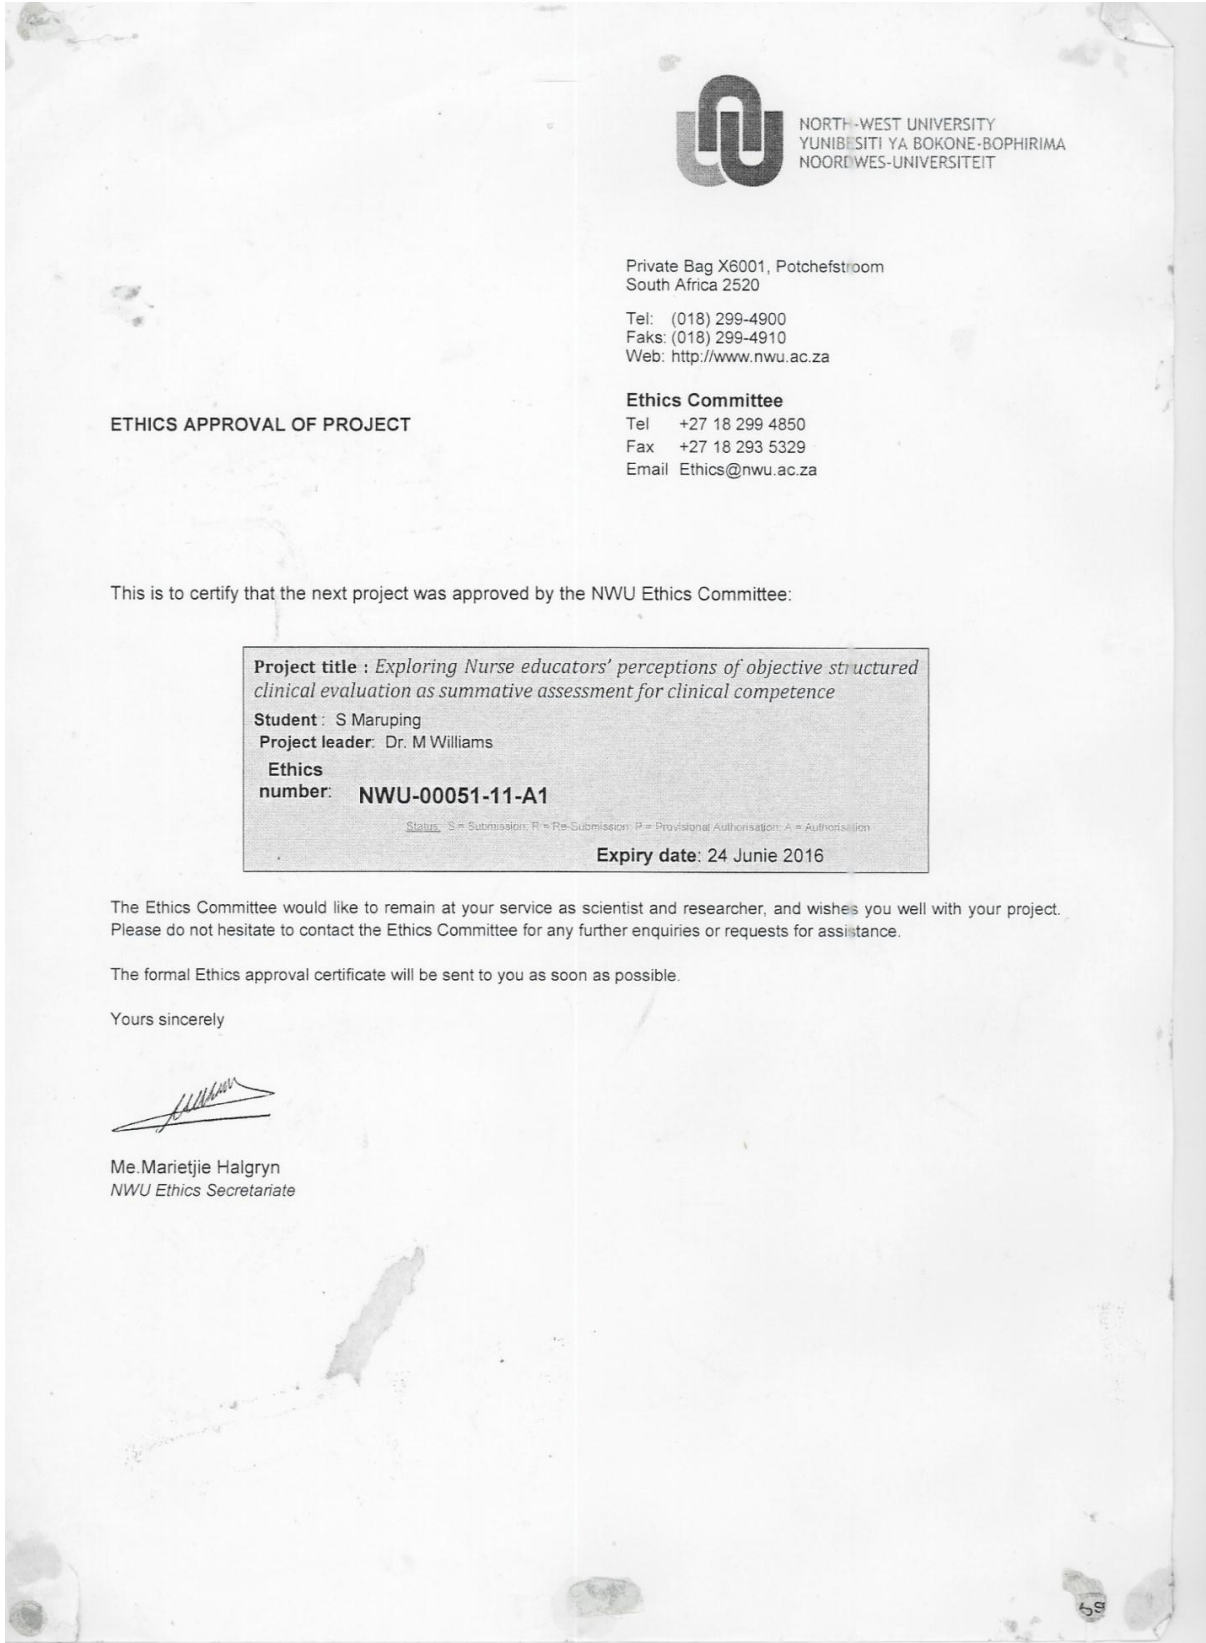 NORTH-WEST UNIVERSITY
YUNIBESITI YA BOKONE-BOPHIRIMA
NOORDWES-UNIVERSITEIT
Private Bag X6001, Potchefstroom
South Africa 2520
Tel: (018) 299-4900
Faks: (018) 299-4910
Web: http://www.nwu.ac.za
Ethics Committee
Tel +27 18 299 4850
Fax +27 18 293 5329
Email Ethics@nwu.ac.za
ETHICS APPROVAL OF PROJECT
This is to certify that the next project was approved by the NWU Ethics Committee:
Project title : Exploring Nurse educators' perceptions of objective structured
clinical evaluation as summative assessment for clinical competence
Student : S Maruping
Project leader: Dr. M Williams
Ethics
number: NWU-00051-11-A1
Status: S = Submission; R = Re-Submission; P = Provisional Authorisation; A = Authorisation
Expiry date: 24 Junie 2016
The Ethics Committee would like to remain at your service as scientist and researcher, and wishes you well with your project.
Please do not hesitate to contact the Ethics Committee for any further enquiries or requests for assistance.
The formal Ethics approval certificate will be sent to you as soon as possible.
Yours sincerely
Me.Marietjie Halgryn
NWU Ethics Secretariate